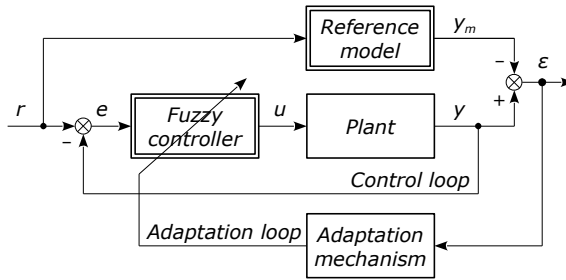 Reference
model
y_m
–
ε
r
e
Fuzzy
controller
u
Plant
y
+
–
Control loop
Adaptation loop
Adaptation
mechanism